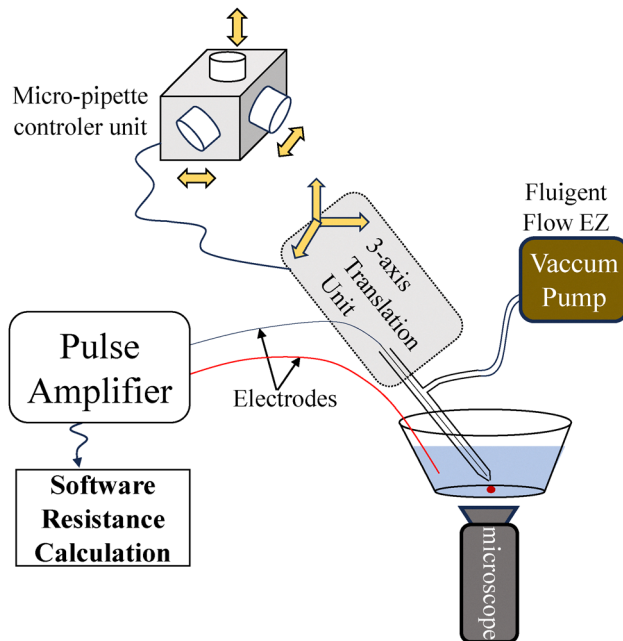 Micro-pipette
controler unit
3-axis
Translation
Unit
Fluigent
Flow EZ
Vaccum
Pump
Pulse
Amplifier
Electrodes
Software
Resistance
Calculation
microscope